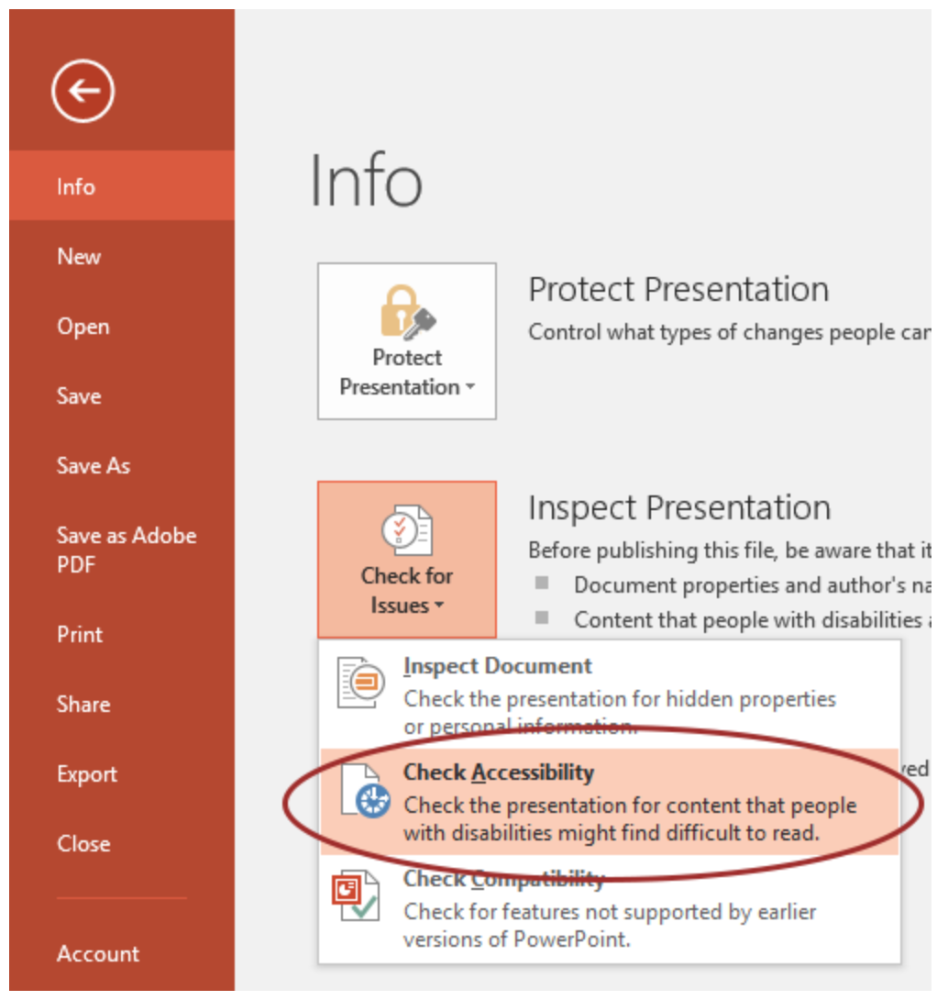 Info
New
Open
Save
Save As
Save as Adobe
PDF
Print
Share
Export
Close
Account
Info
Protect
Presentation
Protect Presentation
Control what types of changes people can
Check for
Issues
Inspect Presentation
Before publishing this file, be aware that it
Document properties and author's
Content that people with disabilities
Inspect Document
Check the presentation for hidden properties
or personal information.
Check Accessibility
Check the presentation for content that people
with disabilities might find difficult to read.
Check Compatibility
Check for features not supported by earlier
versions of PowerPoint.